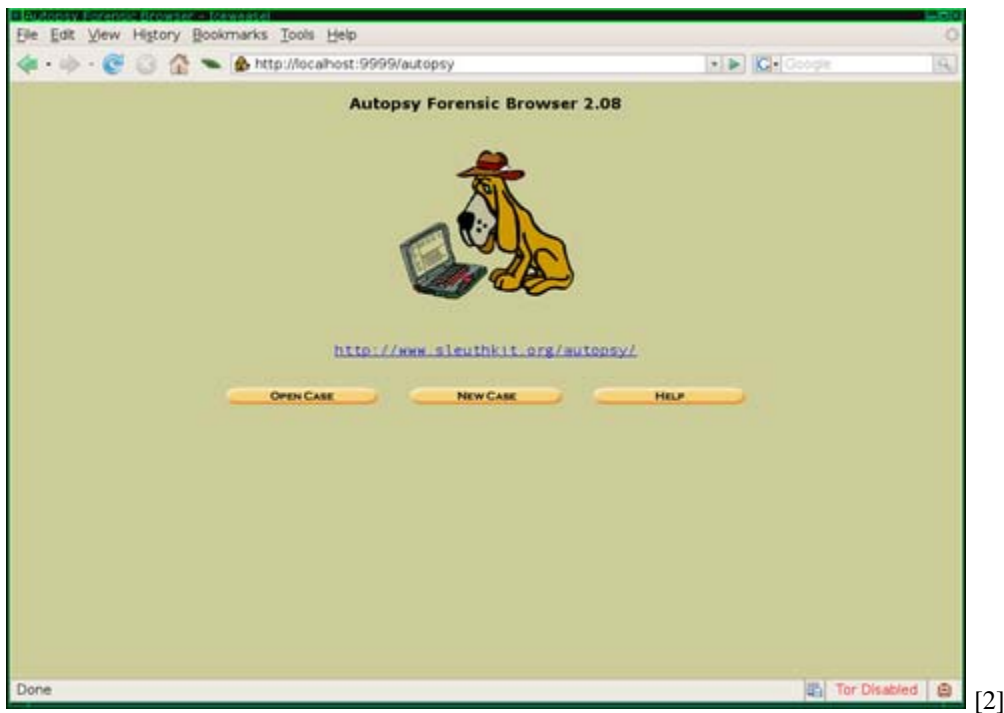 Autopsy Forensic Browser - Iceweasel
File Edit View History Bookmarks Tools Help
http://localhost:9999/autopsy
Google
Autopsy Forensic Browser 2.08
http://www.sleuthkit.org/autopsy/
OPEN CASE NEW CASE HELP
Done Tor Disabled
[2]